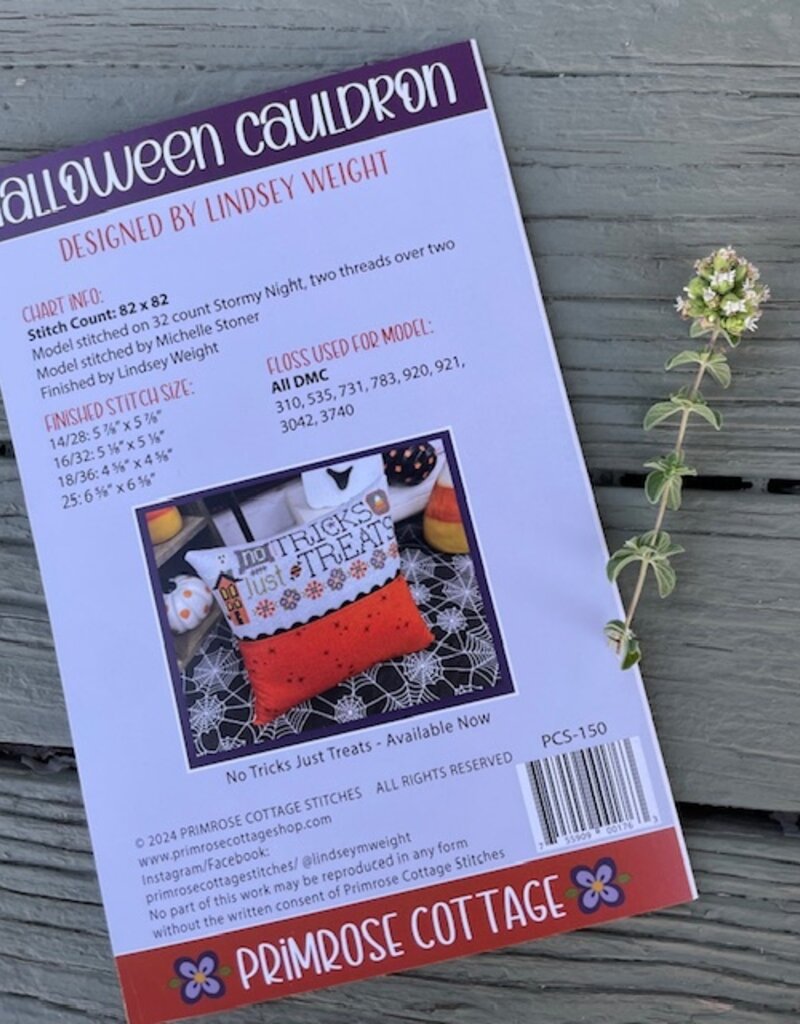 HALLOWEEN CAULDRON
DESIGNED BY LINDSEY WEIGHT
CHART INFO:
Stitch Count: 82 x 82
Model stitched on 32 count Stormy Night, two threads over two
Model stitched by Michelle Stoner
Finished by Lindsey Weight
FINISHED STITCH SIZE:
14/28: 5 ⅞" x 5 ⅞"
16/32: 5 ⅛" x 5 ⅛"
18/36: 4 ⅝" x 4 ⅝"
25: 6 ⅝" x 6 ⅝"
FLOSS USED FOR MODEL:
All DMC
310, 535, 731, 783, 920, 921,
3042, 3740
no TRICKS
Just TREATS
No Tricks Just Treats - Available Now
PCS-150
© 2024 PRIMROSE COTTAGE STITCHES ALL RIGHTS RESERVED
www.primrosecottageshop.com
Instagram/Facebook:
primrosecottagestitches/ @lindseymweight
No part of this work may be reproduced in any form
without the written consent of Primrose Cottage Stitches
7 55909 00176 3
PRIMROSE COTTAGE